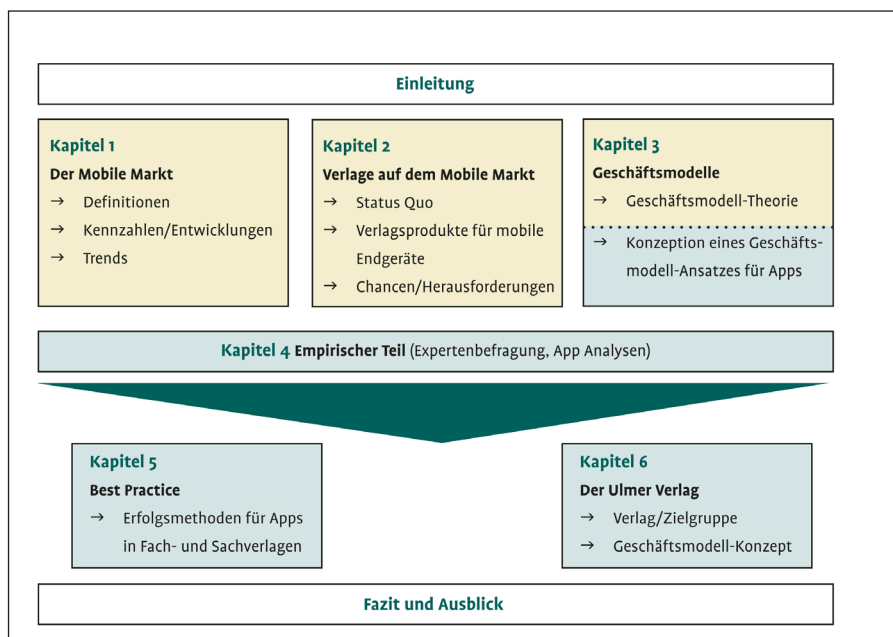 Einleitung
Kapitel 1
Der Mobile Markt
→ Definitionen
→ Kennzahlen/Entwicklungen
→ Trends
Kapitel 2
Verlage auf dem Mobile Markt
→ Status Quo
→ Verlagsprodukte für mobile
Endgeräte
→ Chancen/Herausforderungen
Kapitel 3
Geschäftsmodelle
→ Geschäftsmodell-Theorie
→ Konzeption eines Geschäfts-
modell-Ansatzes für Apps
Kapitel 4 Empirischer Teil (Expertenbefragung, App Analysen)
Kapitel 5
Best Practice
→ Erfolgsmethoden für Apps
in Fach- und Sachverlagen
Kapitel 6
Der Ulmer Verlag
→ Verlag/Zielgruppe
→ Geschäftsmodell-Konzept
Fazit und Ausblick